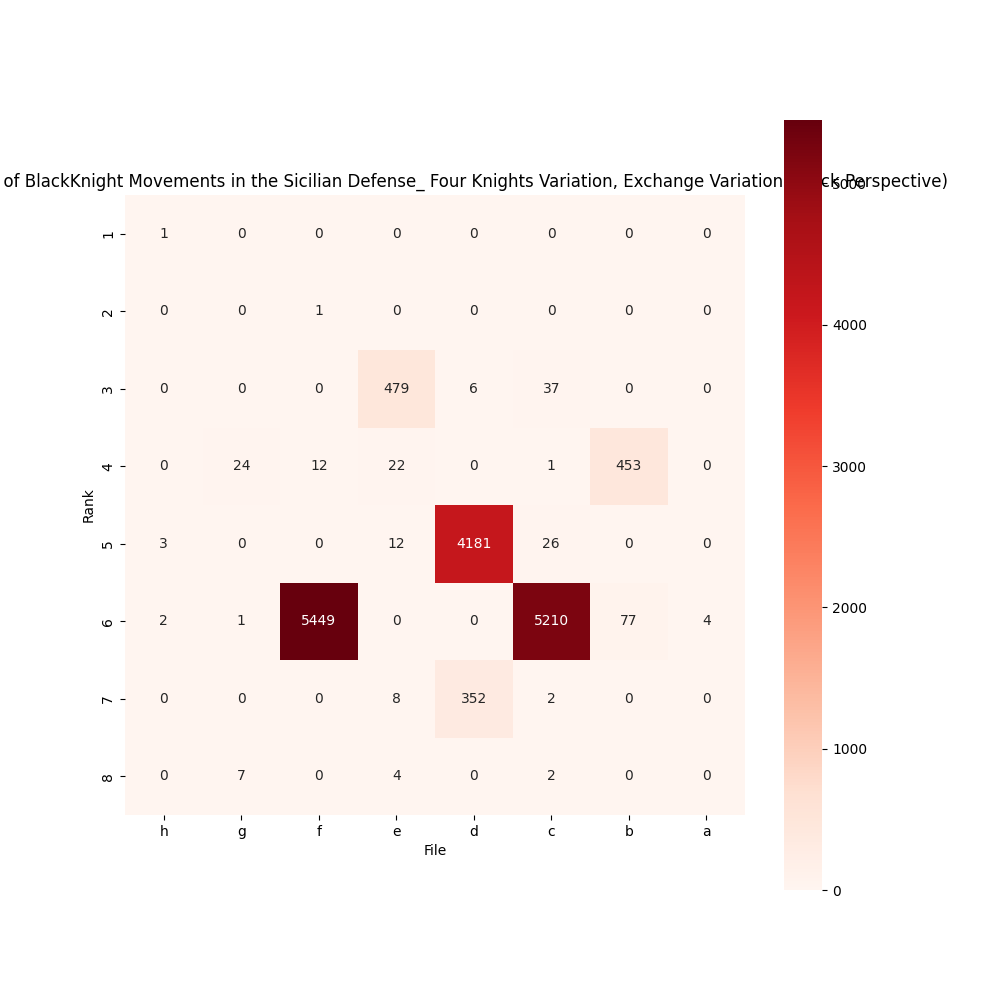 of BlackKnight Movements in the Sicilian Defense_ Four Knights Variation, Exchange Variation Perspective)
5000
1 1 0 0 0 0 0 0 0
2 0 0 1 0 0 0 0 0
3 0 0 0 479 6 37 0 0
4 0 24 12 22 0 1 453 0
5 3 0 0 12 4181 26 0 0
6 2 1 5449 0 0 5210 77 4
7 0 0 0 8 352 2 0 0
8 0 7 0 4 0 2 0 0
h g f e d c b a
File
Rank
4000
3000
2000
1000
0